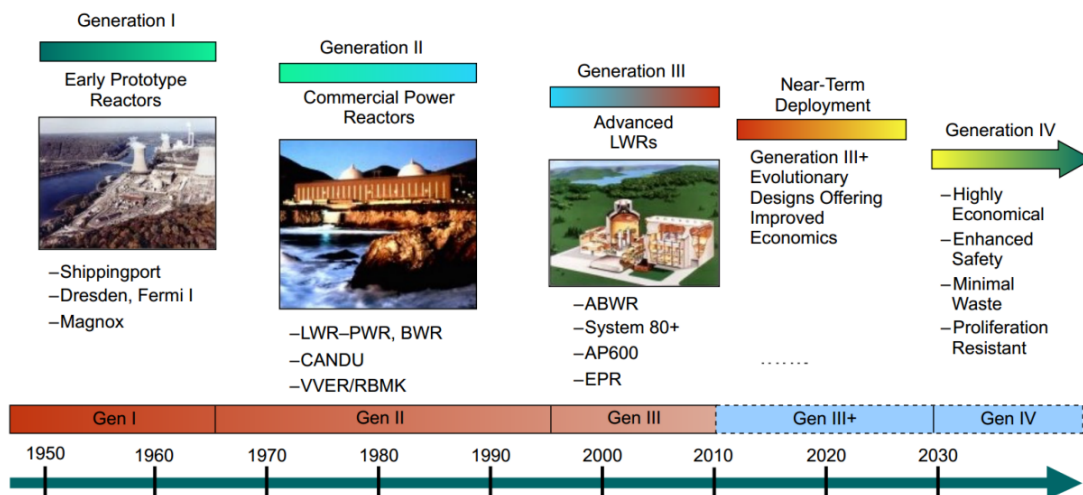 Generation I
Early Prototype
Reactors
–Shippingport
–Dresden, Fermi I
–Magnox
Generation II
Commercial Power
Reactors
–LWR–PWR, BWR
–CANDU
–VVER/RBMK
Generation III
Advanced
LWRs
–ABWR
–System 80+
–AP600
–EPR
Near-Term
Deployment
Generation III+
Evolutionary
Designs Offering
Improved
Economics
.......
Generation IV
–Highly
Economical
–Enhanced
Safety
–Minimal
Waste
–Proliferation
Resistant
Gen I Gen II Gen III Gen III+ Gen IV
1950 1960 1970 1980 1990 2000 2010 2020 2030